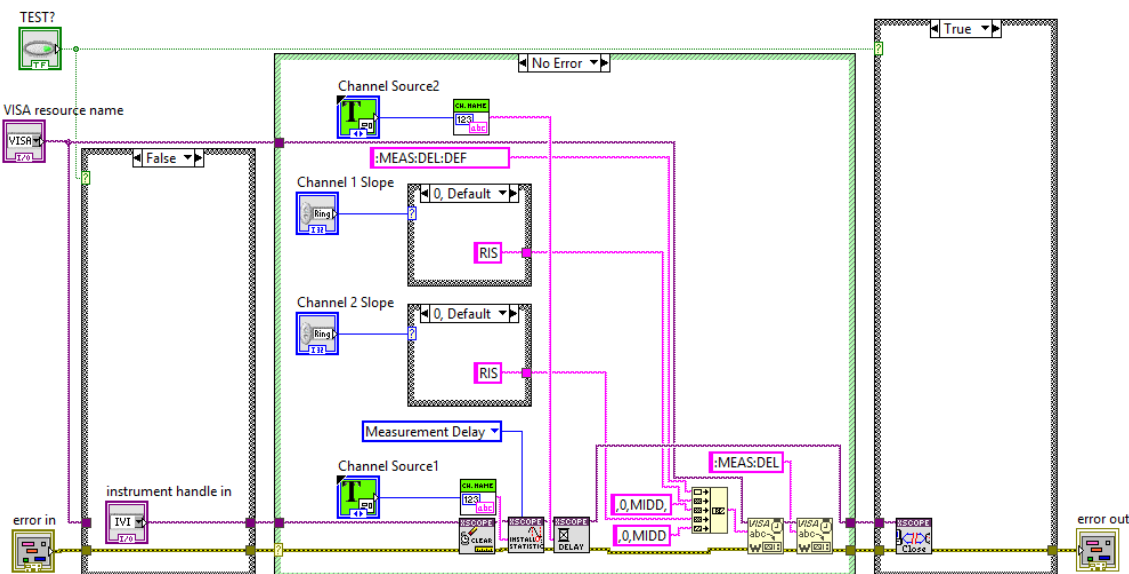 TEST?
TF
True
No Error
Channel Source2
CH.NAME
123
abc
T
VISA resource name
VISA
I/O
False
:MEAS:DEL:DEF
Channel 1 Slope
0, Default
Ring
I32
RIS
Channel 2 Slope
0, Default
Ring
I32
RIS
Measurement Delay
Channel Source1
CH.NAME
123
abc
T
:MEAS:DEL
instrument handle in
IVI
I/O
,0,MIDD,
,0,MIDD
error in
error out
XSCOPE
CLEAR
XSCOPE
INSTALL
STATISTIC
XSCOPE
DELAY
VISA
abc
W
VISA
abc
W
XSCOPE
Close